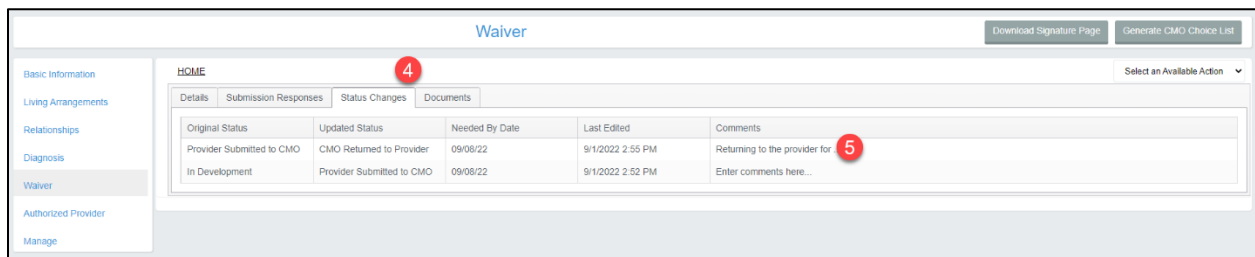 Waiver
Download Signature Page
Generate CMO Choice List
Basic Information
Living Arrangements
Relationships
Diagnosis
Waiver
Authorized Provider
Manage
HOME
4
Select an Available Action
Details Submission Responses Status Changes Documents
Original Status Updated Status Needed By Date Last Edited Comments
Provider Submitted to CMO CMO Returned to Provider 09/08/22 9/1/2022 2:55 PM Returning to the provider for 5
In Development Provider Submitted to CMO 09/08/22 9/1/2022 2:52 PM Enter comments here...